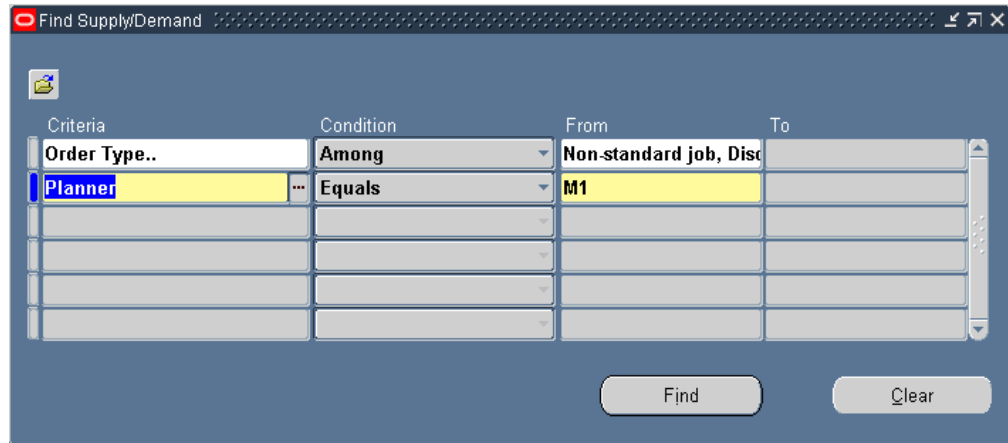 Find Supply/Demand
Criteria Condition From To
Order Type.. Among Non-standard job, Disc
Planner ... Equals M1
Find Clear